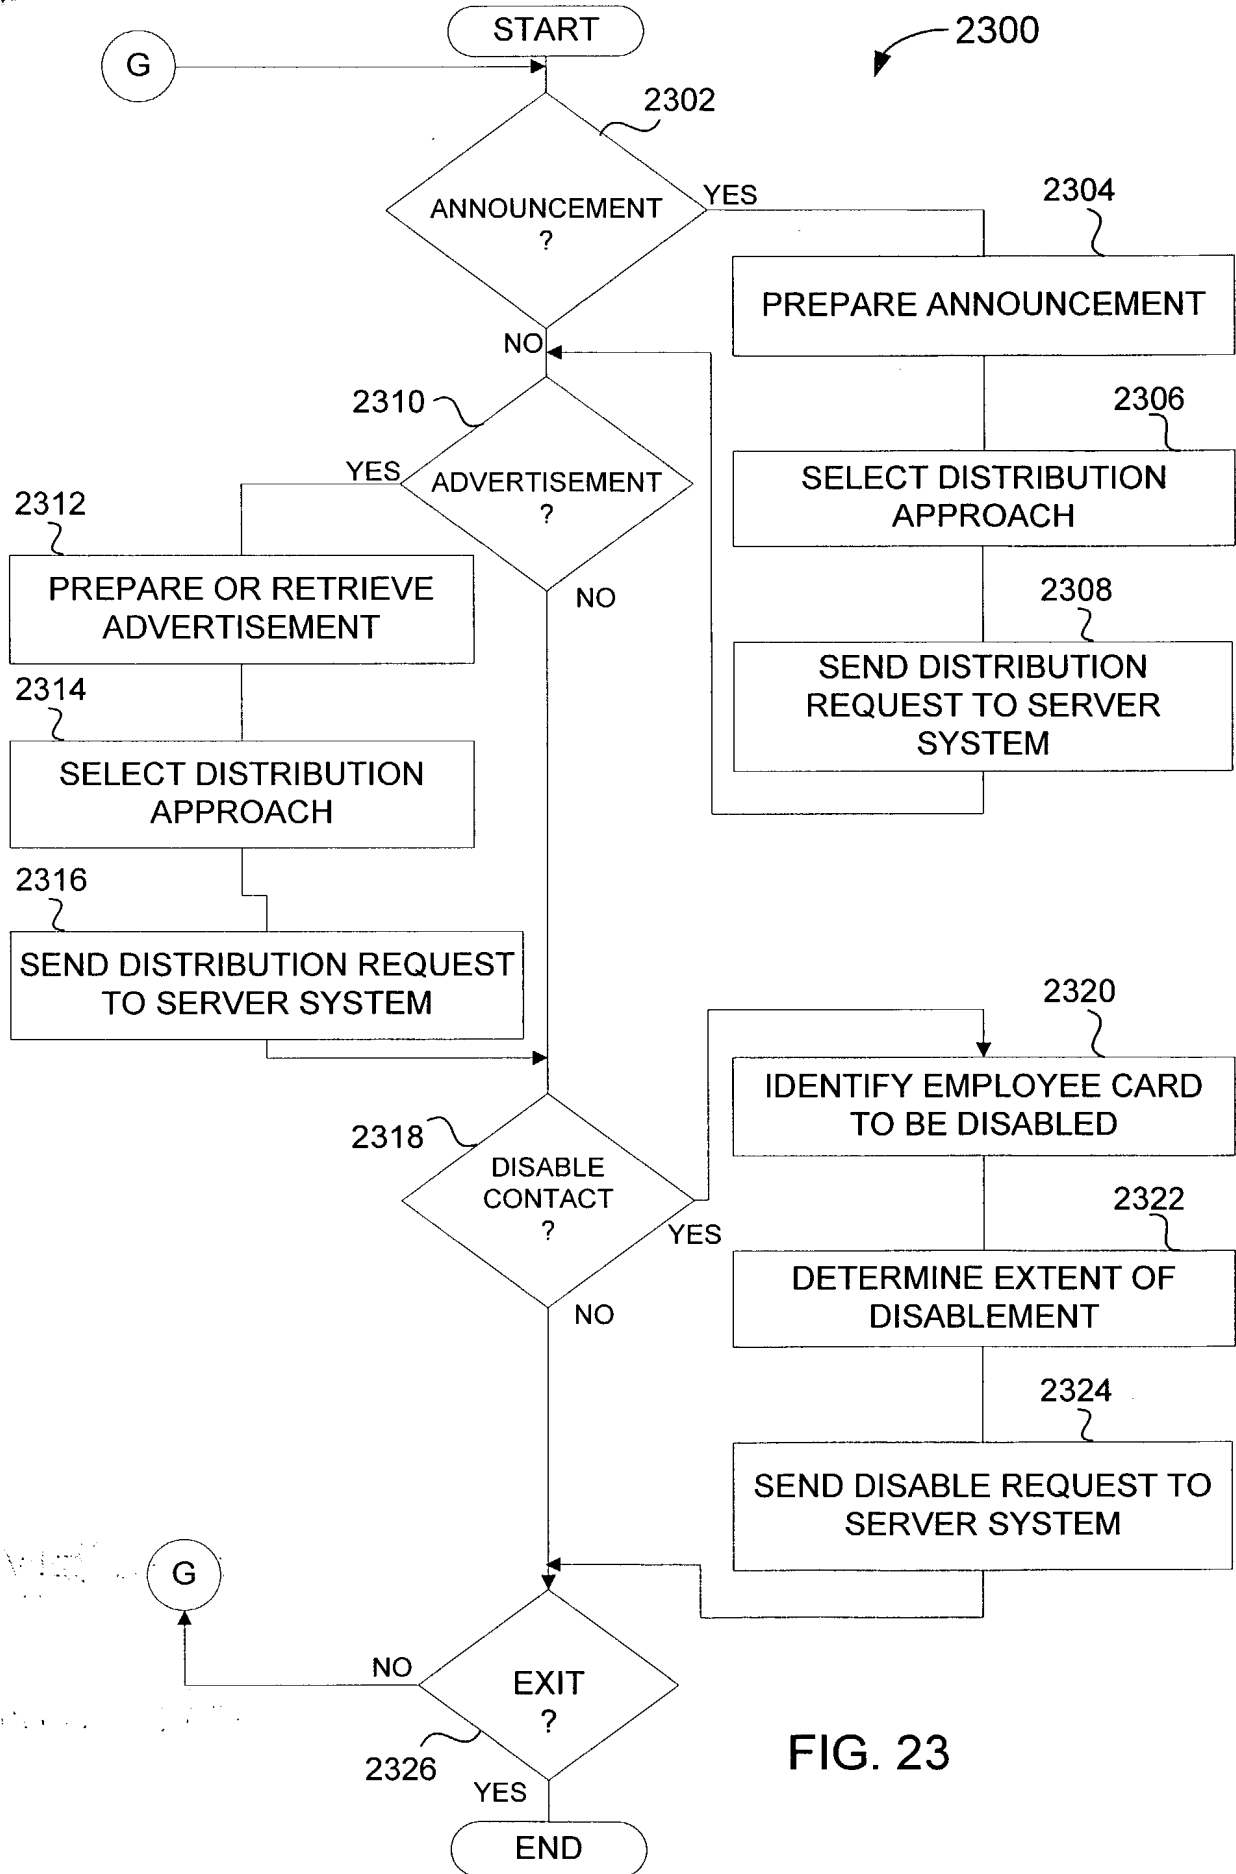 START
2300
G
2302
ANNOUNCEMENT
?
YES
NO
2304
PREPARE ANNOUNCEMENT
2306
SELECT DISTRIBUTION
APPROACH
2308
SEND DISTRIBUTION
REQUEST TO SERVER
SYSTEM
2310
ADVERTISEMENT
?
YES
NO
2312
PREPARE OR RETRIEVE
ADVERTISEMENT
2314
SELECT DISTRIBUTION
APPROACH
2316
SEND DISTRIBUTION REQUEST
TO SERVER SYSTEM
2318
DISABLE
CONTACT
?
YES
NO
2320
IDENTIFY EMPLOYEE CARD
TO BE DISABLED
2322
DETERMINE EXTENT OF
DISABLEMENT
2324
SEND DISABLE REQUEST TO
SERVER SYSTEM
G
NO
EXIT
?
2326
YES
END
FIG. 23